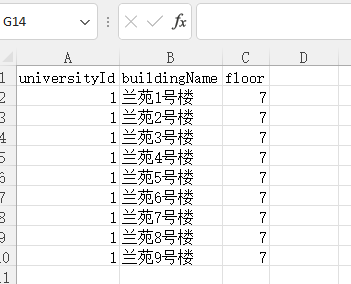 G14
fx
A B C D
1 universityId buildingName floor
2 1 兰苑1号楼 7
3 1 兰苑2号楼 7
4 1 兰苑3号楼 7
5 1 兰苑4号楼 7
6 1 兰苑5号楼 7
7 1 兰苑6号楼 7
8 1 兰苑7号楼 7
9 1 兰苑8号楼 7
10 1 兰苑9号楼 7
11